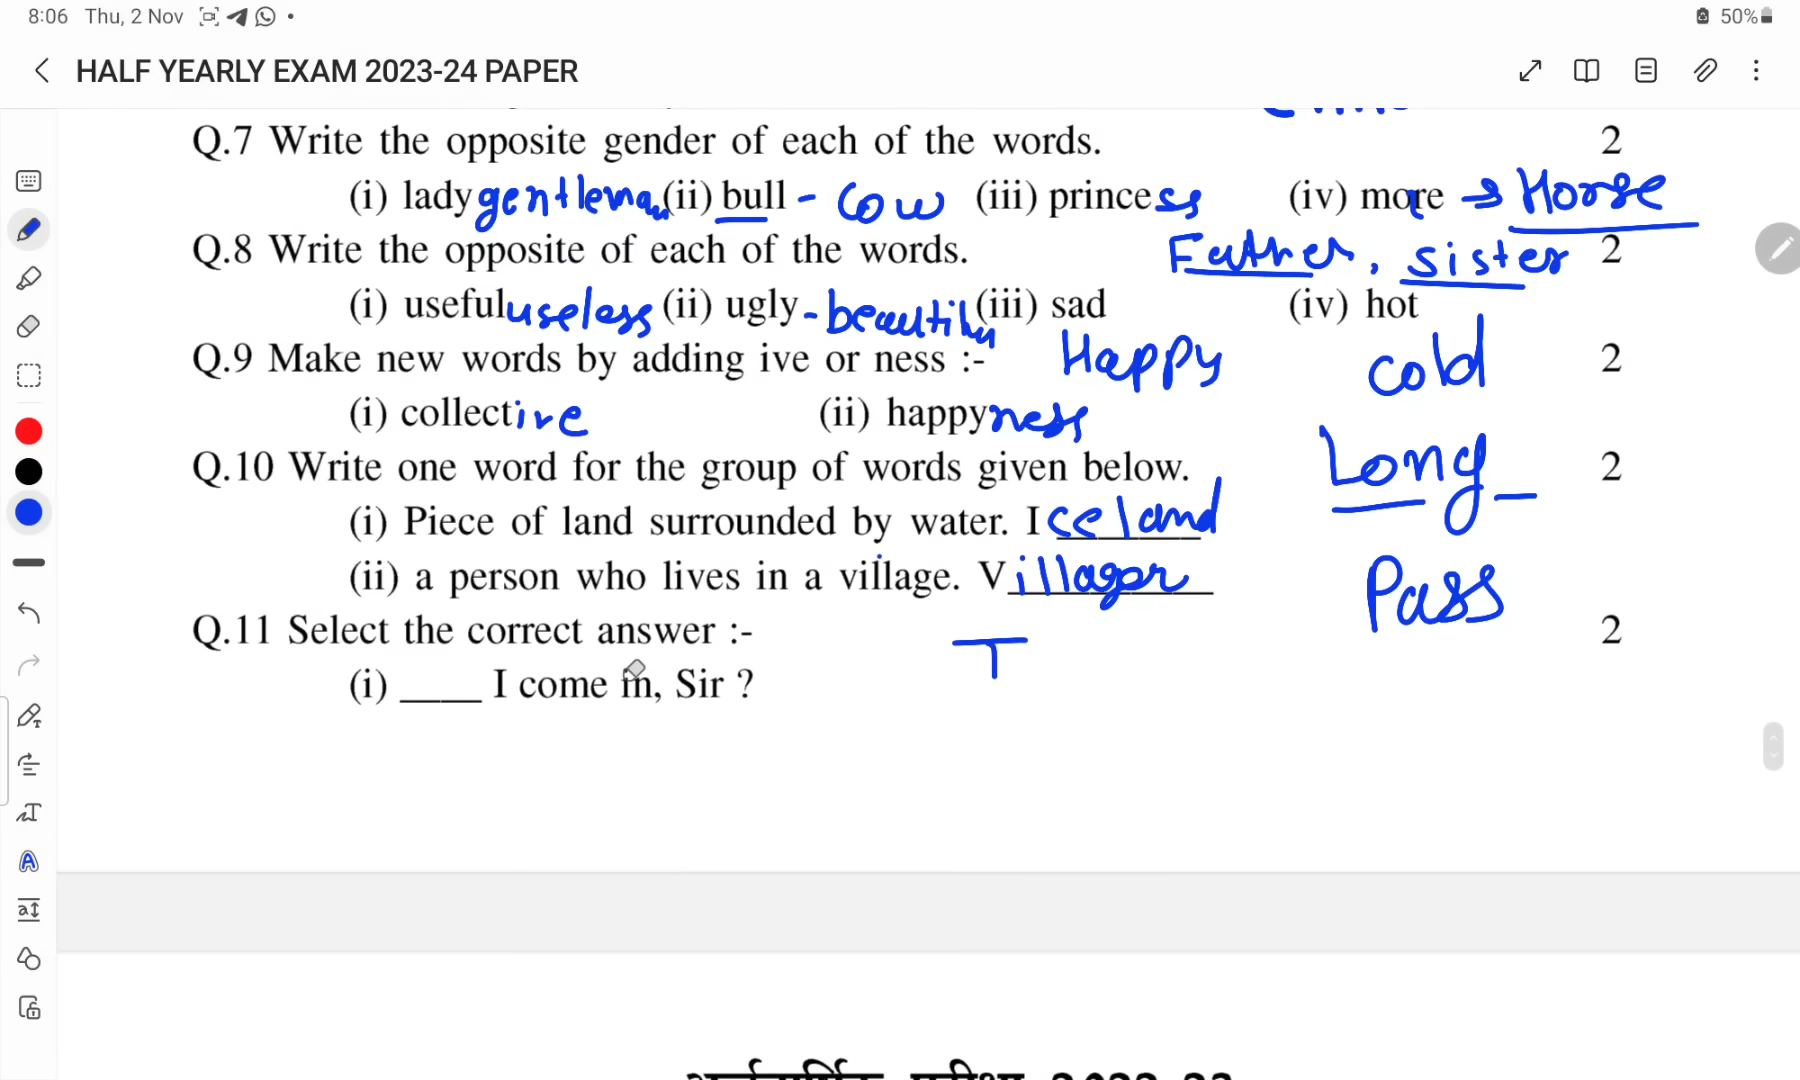 8:06 Thu, 2 Nov 50%
HALF YEARLY EXAM 2023-24 PAPER
Q.7 Write the opposite gender of each of the words. 2
(i) lady gentleman (ii) bull - cow (iii) princess (iv) more → Horse
Q.8 Write the opposite of each of the words. Father, sister 2
(i) useful useless (ii) ugly - (iii) sad (iv) hot
Q.9 Make new words by adding ive or ness :- Happy cold 2
(i) collective (ii) happyness
Q.10 Write one word for the group of words given below. Long 2
(i) Piece of land surrounded by water. Iceland
(ii) a person who lives in a village. Villager Pass
Q.11 Select the correct answer :- T 2
(i) ____ I come in, Sir ?